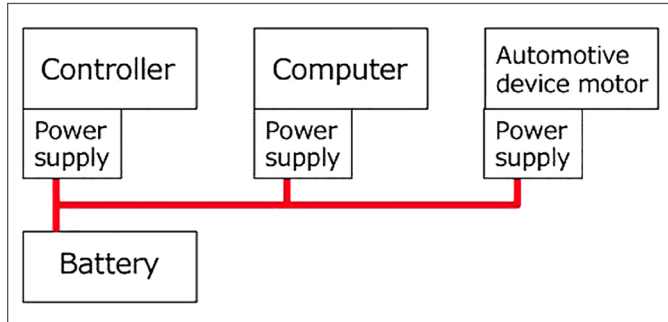 Controller
Computer
Automotive
device motor
Power
supply
Power
supply
Power
supply
Battery